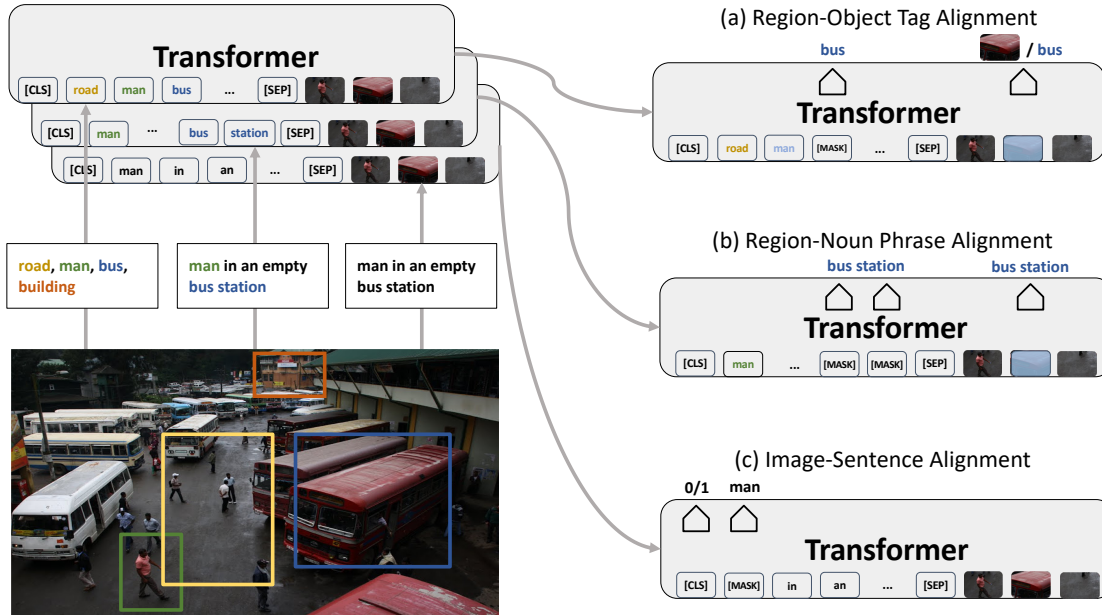 Transformer
[CLS] road man bus ... [SEP]
[CLS] man ... bus station [SEP]
[CLS] man in an ... [SEP]
road, man, bus,
building
man in an empty
bus station
man in an empty
bus station
(a) Region-Object Tag Alignment
bus / bus
Transformer
[CLS] road man [MASK] ... [SEP]
(b) Region-Noun Phrase Alignment
bus station bus station
Transformer
[CLS] man ... [MASK] [MASK] [SEP]
(c) Image-Sentence Alignment
0/1 man
Transformer
[CLS] [MASK] in an ... [SEP]